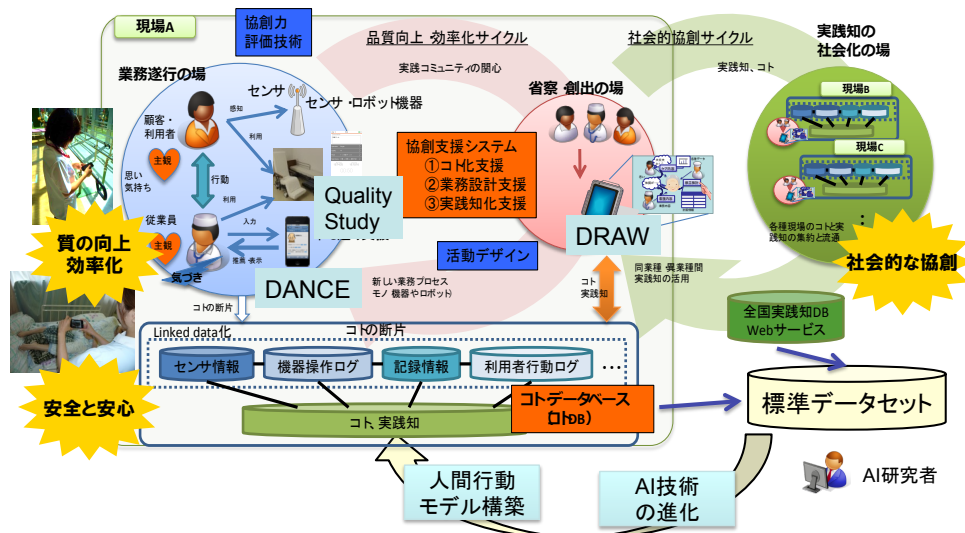 現場A
協創力
評価技術
品質向上・効率化サイクル
実践コミュニティの関心
社会的協創サイクル
実践知、コト
実践知の
社会化の場
業務遂行の場
センサ
センサ・ロボット機器
感知
利用
顧客・
利用者
主観
思い
気持ち
行動
利用
入力
従業員
主観
推薦・表示
気づき
Quality
Study
DANCE
省察・創出の場
協創支援システム
①コト化支援
②業務設計支援
③実践知化支援
DRAW
活動デザイン
新しい業務プロセス
モノ(機器やロボット)
コト
実践知
同業種・異業種間
実践知の活用
現場B
現場C
各種現場のコトと実
践知の集約と流通
社会的な協創
質の向上
効率化
安全と安心
コトの断片
Linked data化
コトの断片
センサ情報
機器操作ログ
記録情報
利用者行動ログ
…
コト、実践知
コトデータベース
(コトDB)
全国実践知DB
Webサービス
標準データセット
AI研究者
人間行動
モデル構築
AI技術
の進化